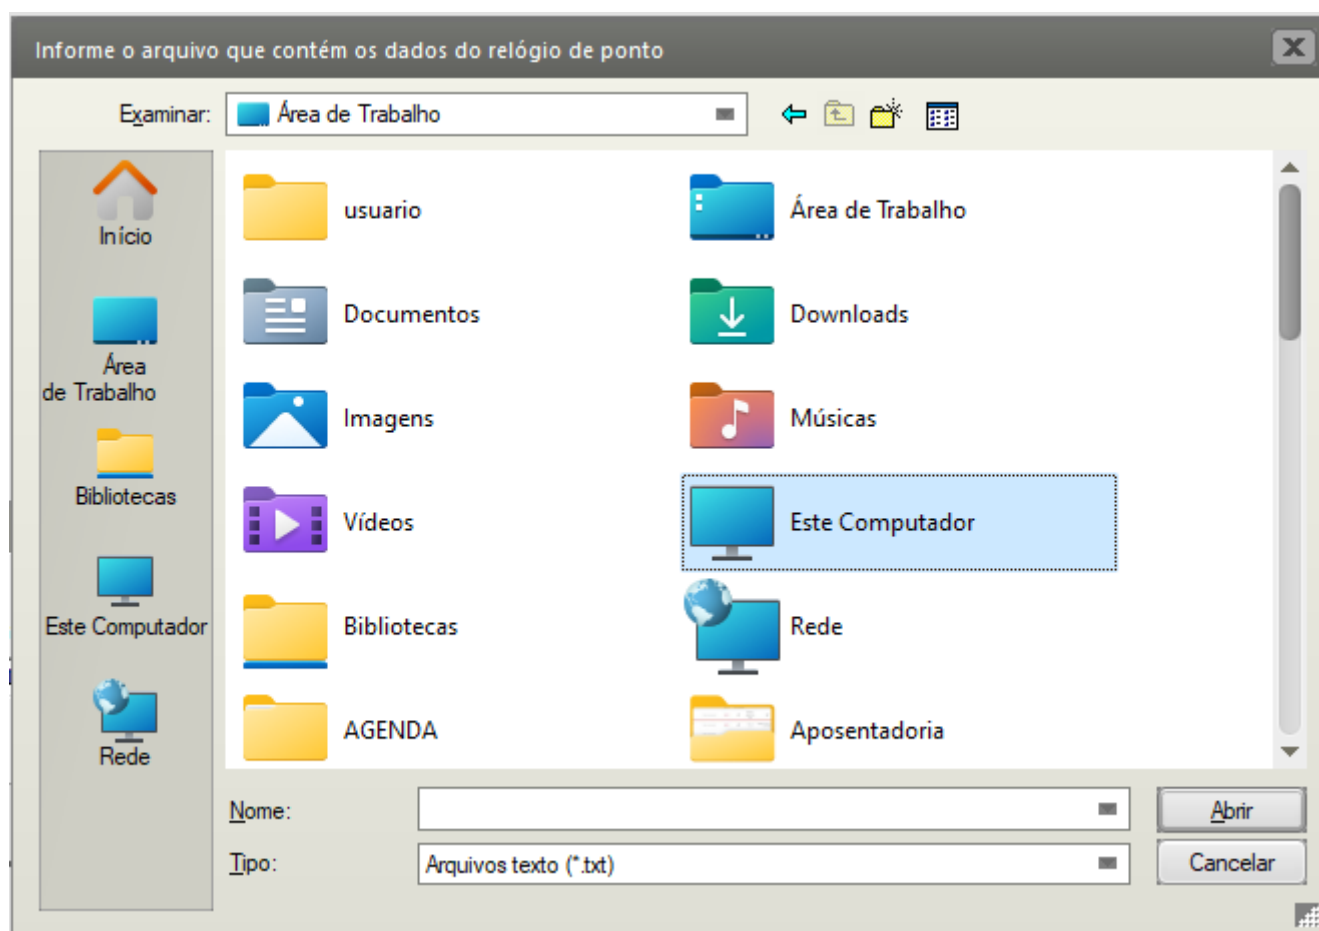 Informe o arquivo que contém os dados do relógio de ponto
Examinar:
Área de Trabalho
Início
Área
de Trabalho
Bibliotecas
Este Computador
Rede
usuario
Área de Trabalho
Documentos
Downloads
Imagens
Músicas
Vídeos
Este Computador
Bibliotecas
Rede
AGENDA
Aposentadoria
Nome:
Abrir
Tipo:
Arquivos texto (*.txt)
Cancelar